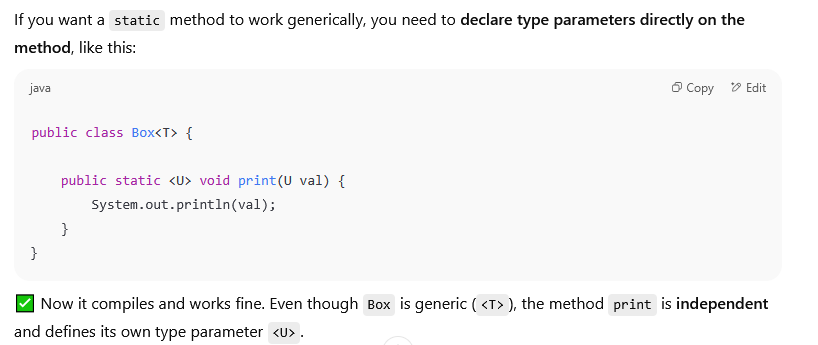 If you want a static method to work generically, you need to declare type parameters directly on the
method, like this:
java
Copy
Edit
public class Box<T> {
public static <U> void print(U val) {
System.out.println(val);
}
}
✅ Now it compiles and works fine. Even though Box is generic (<T>), the method print is independent
and defines its own type parameter <U>.